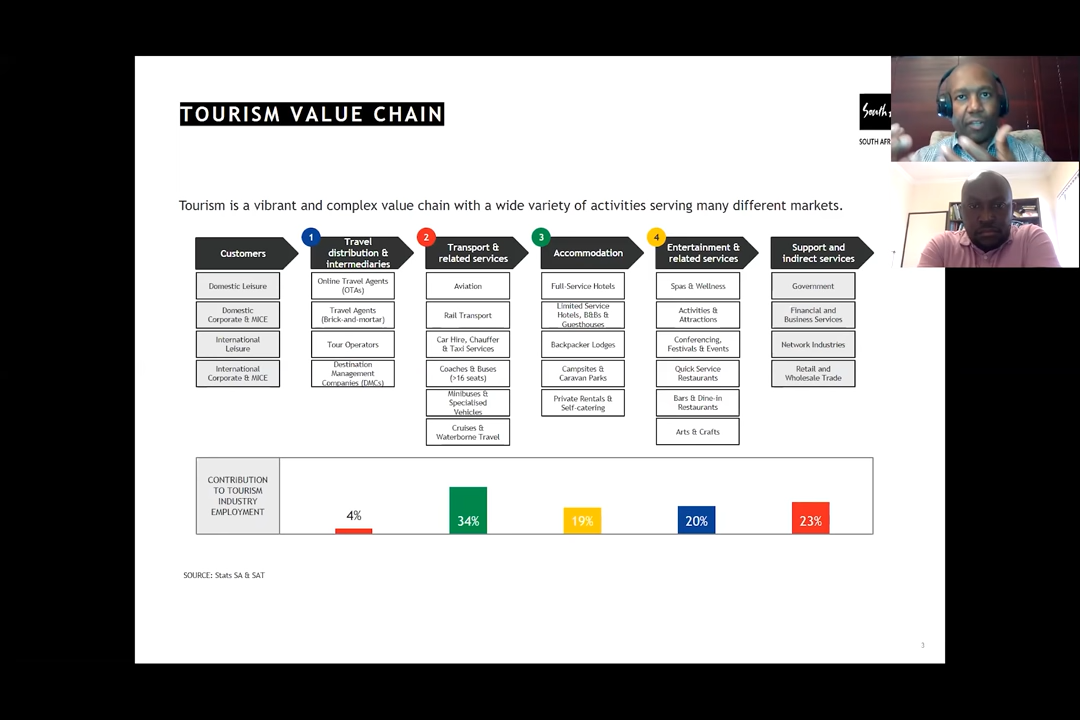 TOURISM VALUE CHAIN
South
SOUTH AFR
Tourism is a vibrant and complex value chain with a wide variety of activities serving many different markets.
Customers
Domestic Leisure
Domestic
Corporate & MICE
International
Leisure
International
Corporate & MICE
1
Travel
distribution &
intermediaries
Online Travel Agents
(OTAs)
Travel Agents
(Brick-and-mortar)
Tour Operators
Destination
Management
Companies (DMCs)
2
Transport &
related services
Aviation
Rail Transport
Car Hire, Chauffer
& Taxi Services
Coaches & Buses
(>16 seats)
Minibuses &
Specialised
Vehicles
Cruises &
Waterborne Travel
3
Accommodation
Full-Service Hotels
Limited Service
Hotels, B&Bs &
Guesthouses
Backpacker Lodges
Campsites &
Caravan Parks
Private Rentals &
Self-catering
4
Entertainment &
related services
Spas & Wellness
Activities &
Attractions
Conferencing,
Festivals & Events
Quick Service
Restaurants
Bars & Dine-in
Restaurants
Arts & Crafts
Support and
indirect services
Government
Financial and
Business Services
Network Industries
Retail and
Wholesale Trade
CONTRIBUTION
TO TOURISM
INDUSTRY
EMPLOYMENT
4%
34%
19%
20%
23%
SOURCE: Stats SA & SAT
3